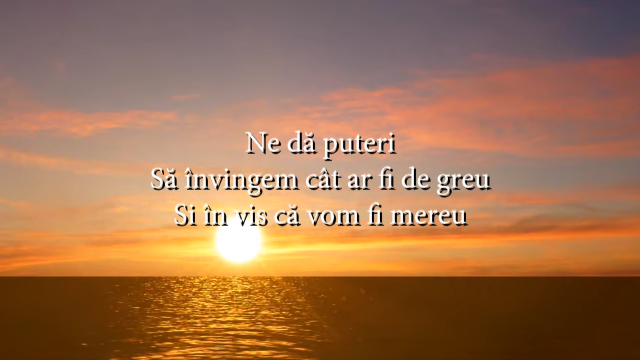 Ne dă puteri
Să învingem cât ar fi de greu
Si în vis că vom fi mereu